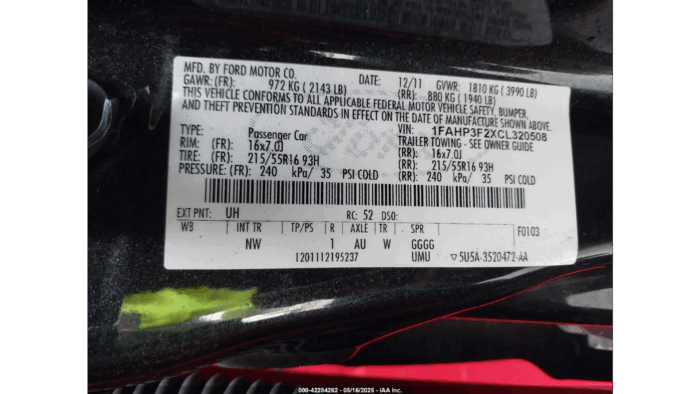 MFD. BY FORD MOTOR CO.
DATE: 12/11 GVWR: 1810 KG (3990 LB)
GAWR: (FR): 972 KG (2143 LB) (RR): 880 KG (1940 LB)
THIS VEHICLE CONFORMS TO ALL APPLICABLE FEDERAL MOTOR VEHICLE SAFETY, BUMPER,
AND THEFT PREVENTION STANDARDS IN EFFECT ON THE DATE OF MANUFACTURE SHOWN ABOVE.
VIN: 1FAHP3F2XCL320508
TYPE: Passenger Car TRAILER TOWING - SEE OWNER GUIDE
RIM: (FR): 16x7.0J (RR): 16x7.0J
TIRE: (FR): 215/55R16 93H (RR): 215/55R16 93H
PRESSURE: (FR): 240 kPa/ 35 PSI COLD (RR): 240 kPa/ 35 PSI COLD
EXT PNT: UH RC: 52 DSO: F0103
WB INT TR TP/PS R AXLE TR SPR
NW 1 AU W GGGG
1201112195237 UMU ▽5U5A-3520472-AA
000-42284262 - 05/16/2025 - IAA Inc.